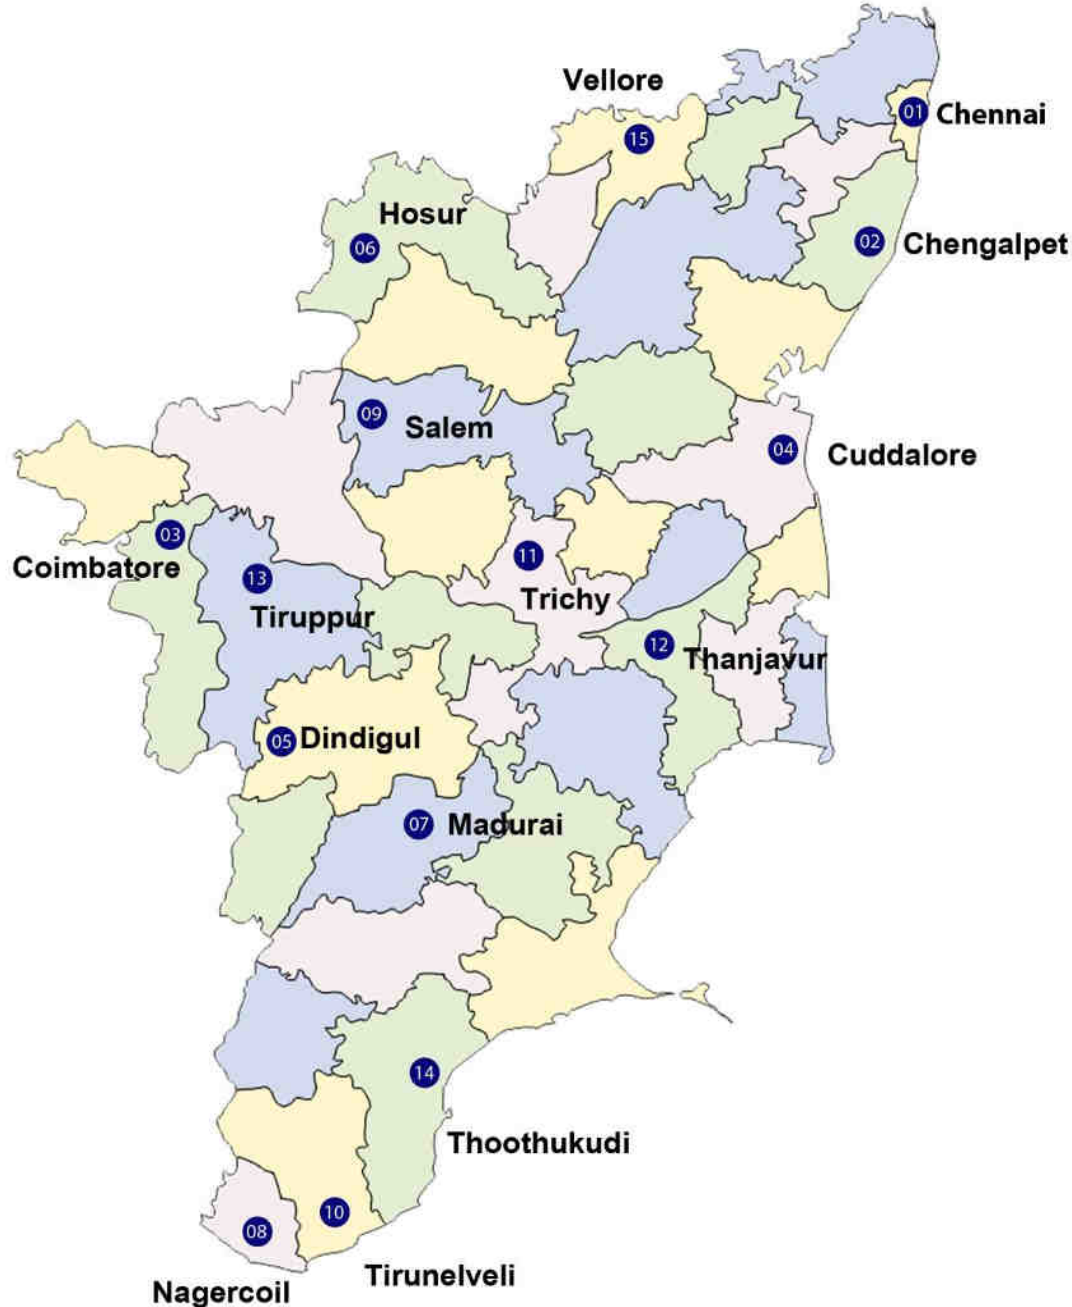 Vellore
15
01 Chennai
Hosur
06
02 Chengalpet
09
Salem
04 Cuddalore
03
Coimbatore
11
13
Trichy
Tiruppur
12 Thanjavur
05 Dindigul
07 Madurai
14
Thoothukudi
10
08
Tirunelveli
Nagercoil